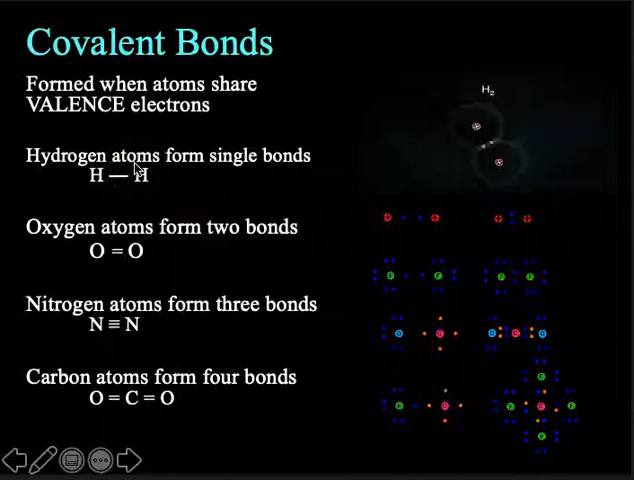 Covalent Bonds
Formed when atoms share
VALENCE electrons
H₂
Hydrogen atoms form single bonds
H — H
Oxygen atoms form two bonds
O = O
Nitrogen atoms form three bonds
N ≡ N
Carbon atoms form four bonds
O = C = O